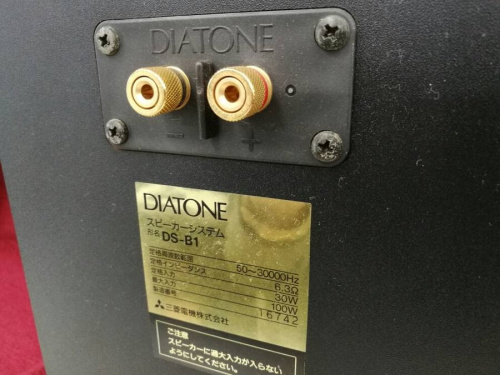 DIATONE
− +
DIATONE
スピーカーシステム
形名 DS-B1
定格周波数範囲 50〜30000Hz
定格インピーダンス 6.3Ω
定格入力 30W
最大入力 100W
製造番号 16742
三菱電機株式会社
ご注意
スピーカーに過大入力が入らない
ようにしてください。